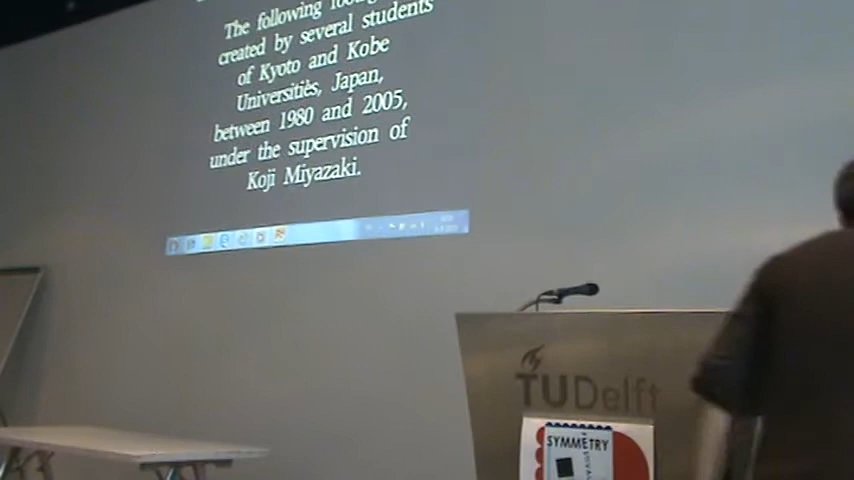 The following
created by several students
of Kyoto and Kobe
Universities, Japan,
between 1980 and 2005,
under the supervision of
Koji Miyazaki.
TUDelft
SYMMETRY